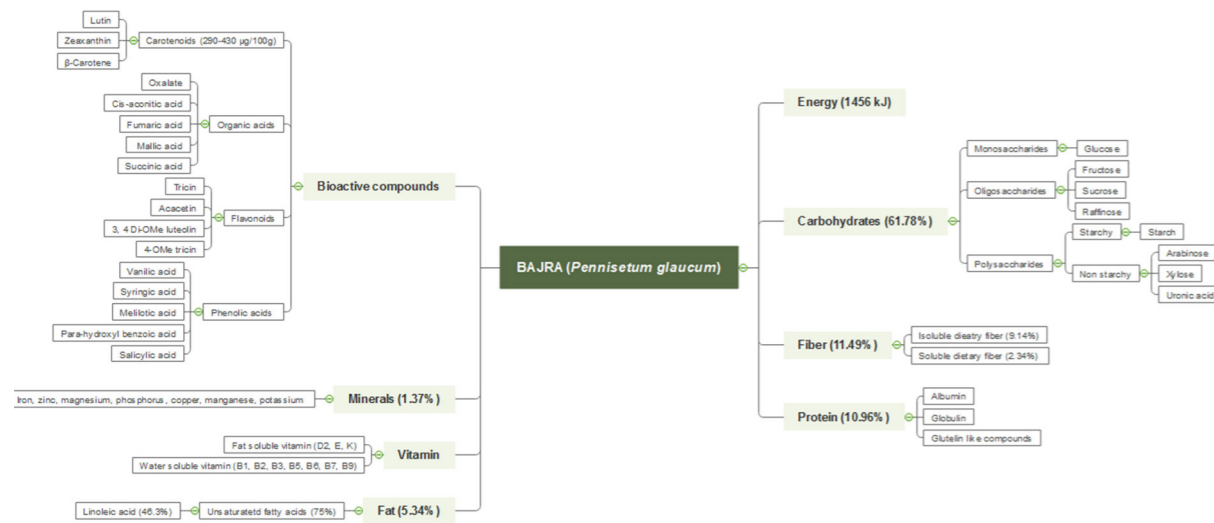 BAJRA (Pennisetum glaucum)
Bioactive compounds
Carotenoids (290-430 µg/100g)
Lutin
Zeaxanthin
β-Carotene
Organic acids
Oxalate
Cis-aconitic acid
Fumaric acid
Mallic acid
Succinic acid
Flavonoids
Tricin
Acacetin
3, 4 Di-OMe luteolin
4-OMe tricin
Phenolic acids
Vanilic acid
Syringic acid
Melilotic acid
Para-hydroxyl benzoic acid
Salicylic acid
Minerals (1.37% )
Iron, zinc, magnesium, phosphorus, copper, manganese, potassium
Vitamin
Fat soluble vitamin (D2, E, K)
Water soluble vitamin (B1, B2, B3, B5, B6, B7, B9)
Fat (5.34% )
Unsaturatetd fatty acids (75%)
Linoleic acid (46.3%)
Energy (1456 kJ)
Carbohydrates (61.78% )
Monosaccharides
Glucose
Oligosaccharides
Fructose
Sucrose
Raffinose
Polysaccharides
Starchy
Starch
Non starchy
Arabinose
Xylose
Uronic acid
Fiber (11.49% )
Isoluble dieatry fiber (9.14%)
Soluble dietary fiber (2.34%)
Protein (10.96% )
Albumin
Globulin
Glutelin like compounds